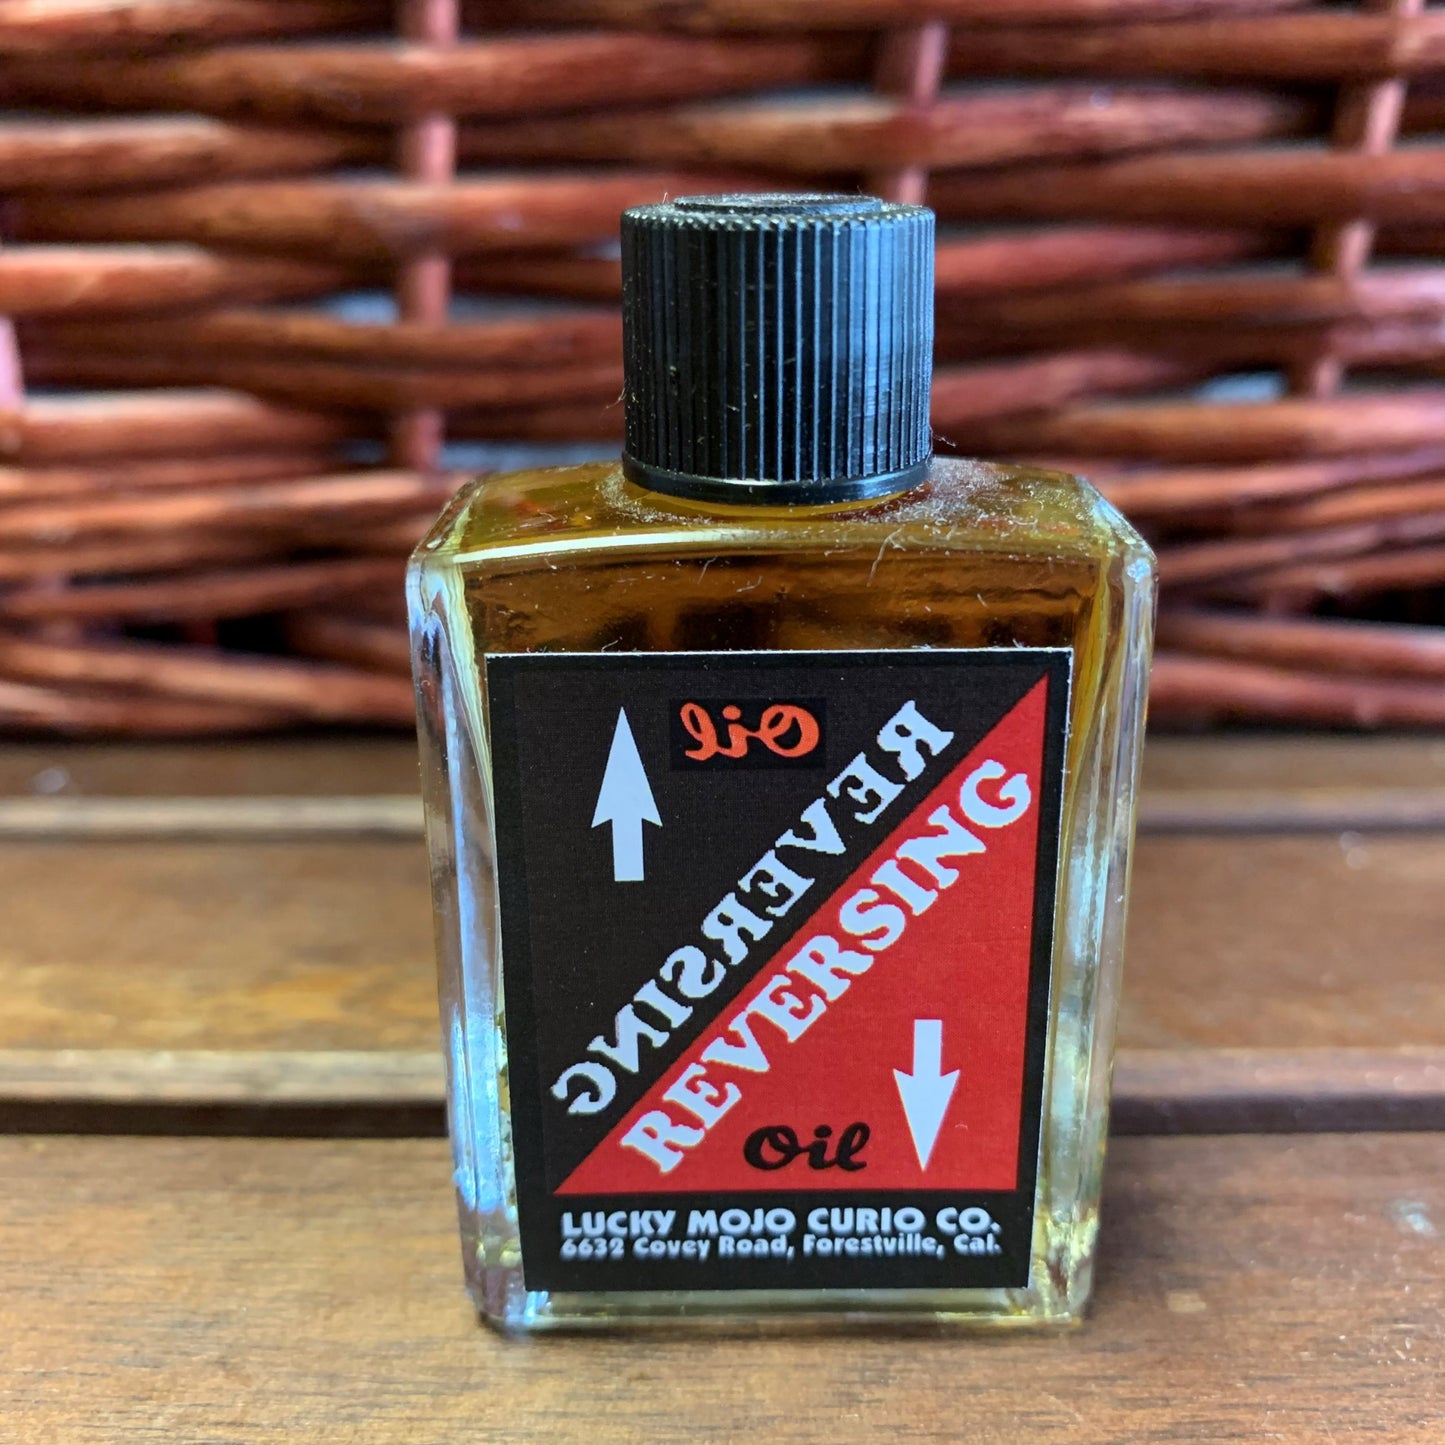 Oil
REVERSING
REVERSING
Oil
LUCKY MOJO CURIO CO.
6632 Covey Road, Forestville, Cal.